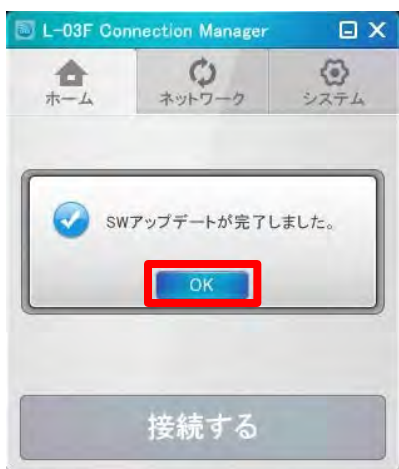 L-03F Connection Manager
ホーム ネットワーク システム
SWアップデートが完了しました。
OK
接続する